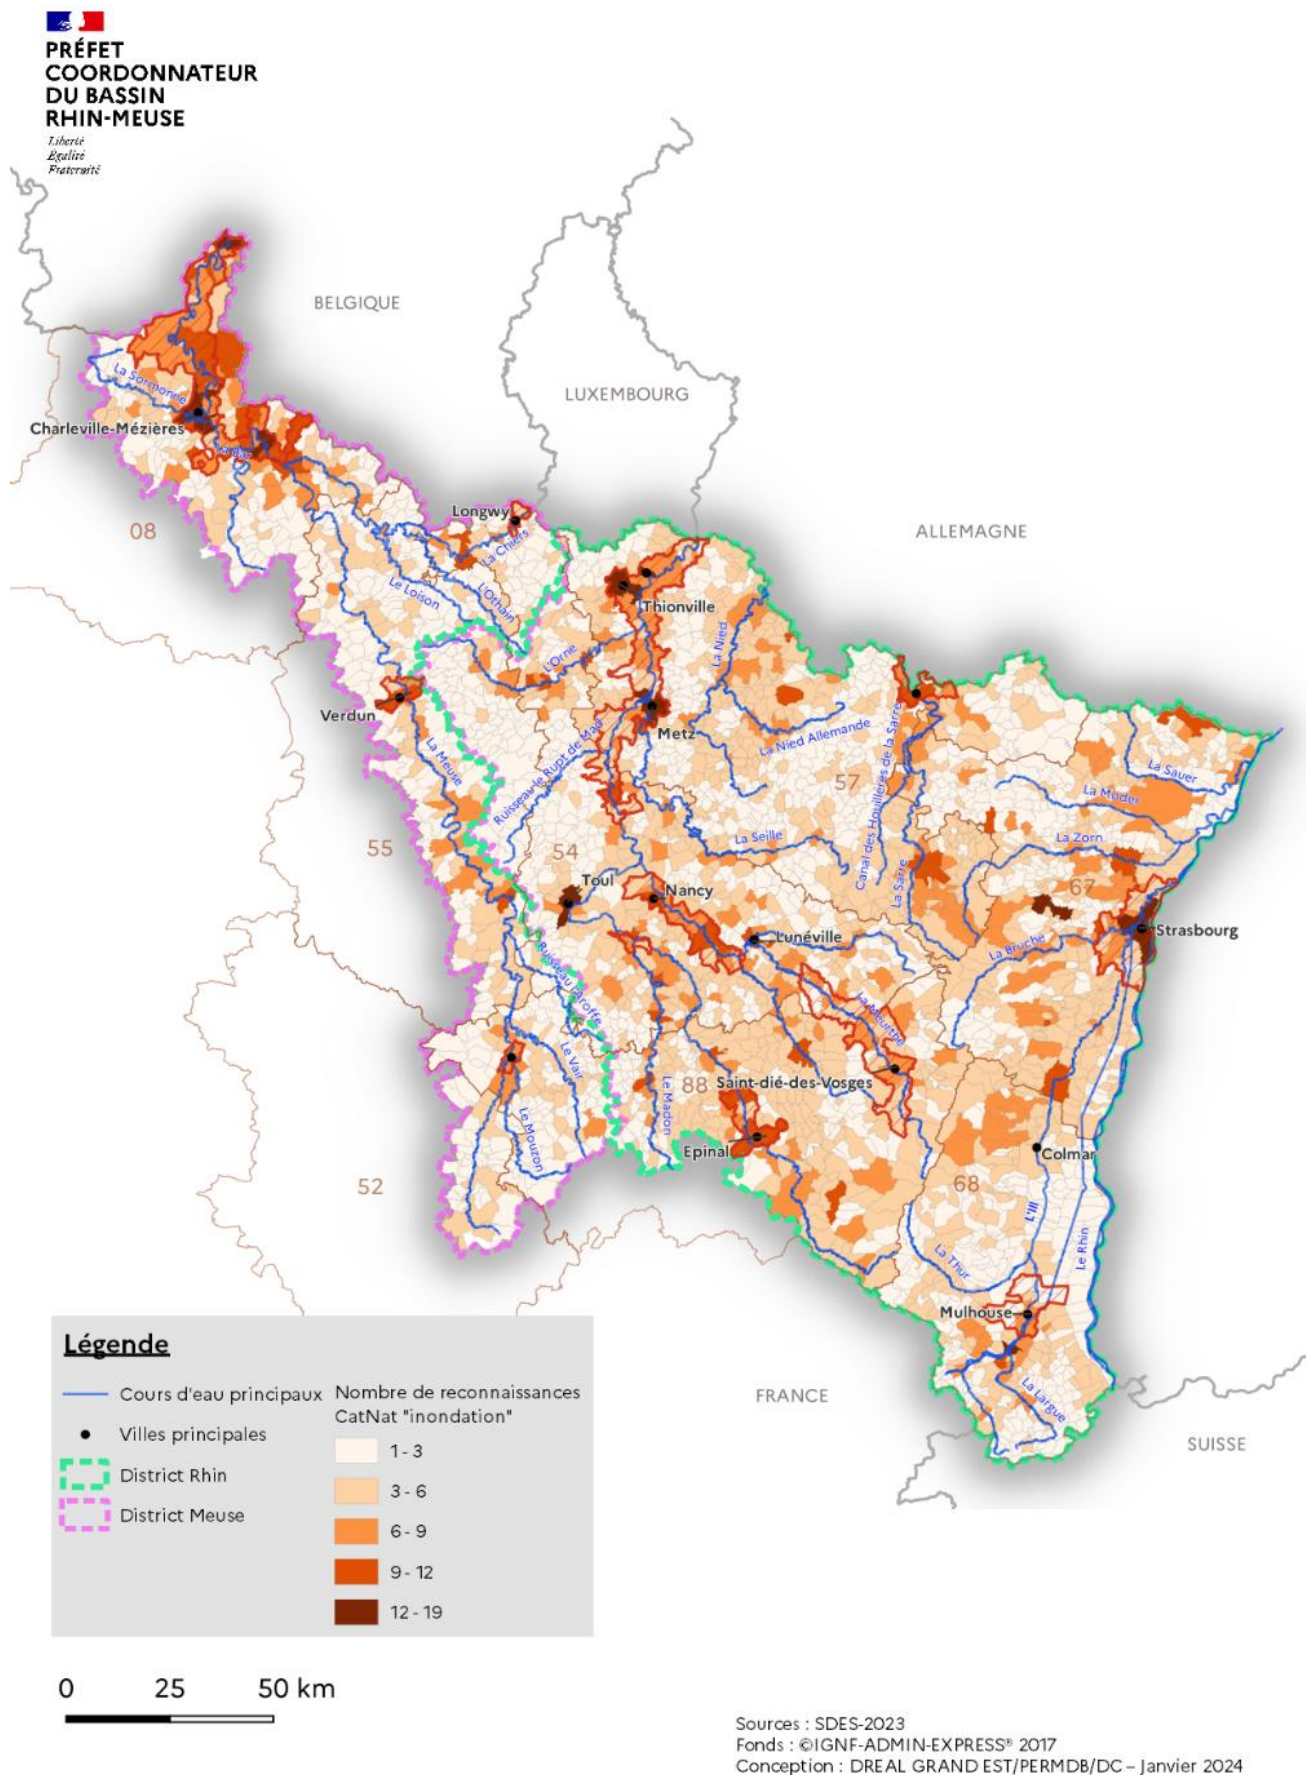 PRÉFET
COORDONNATEUR
DU BASSIN
RHIN-MEUSE
Liberté
Égalité
Fraternité
BELGIQUE
LUXEMBOURG
ALLEMAGNE
La Sormonne
Charleville-Mézières
La Bar
08
Longwy
La Chiers
Le Loison
L'Othain
Thionville
La Nied
L'Orne
Verdun
Metz
La Meuse
Ruisseau le Rupt de Mad
La Nied Allemande
57
Canal des Houillères de la Sarre
La Sauer
La Moder
La Zorn
La Seille
55
54
La Sarre
67
Toul
Nancy
Lunéville
Strasbourg
La Bruche
Ruisseau l'Aroffe
La Meurthe
Le Vair
88
Saint-dié-des-Vosges
Le Madon
Le Mouzon
Epinal
Colmar
52
68
L'Ill
Le Rhin
La Thur
Mulhouse
La Largue
FRANCE
SUISSE
Légende
Cours d'eau principaux
Villes principales
District Rhin
District Meuse
Nombre de reconnaissances
CatNat "inondation"
1 - 3
3 - 6
6 - 9
9 - 12
12 - 19
0 25 50 km
Sources : SDES-2023
Fonds : ©IGNF-ADMIN-EXPRESS® 2017
Conception : DREAL GRAND EST/PERMDB/DC – Janvier 2024